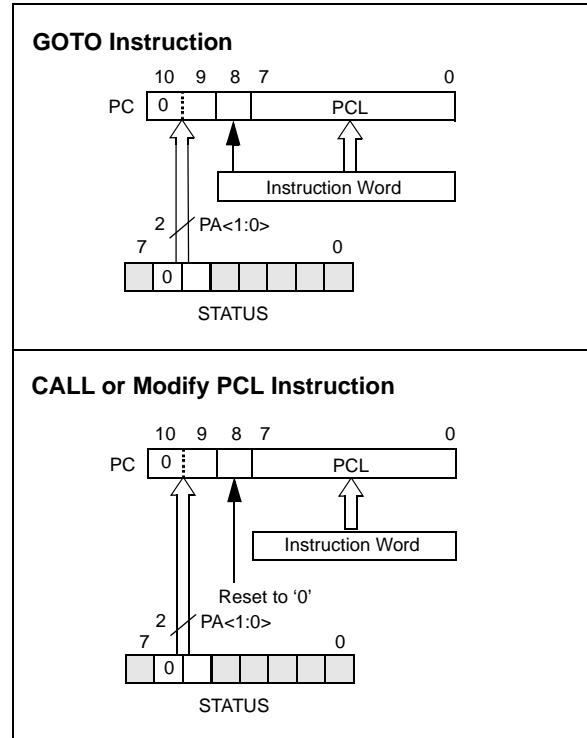 GOTO Instruction
10 9 8 7 0
PC 0 PCL
Instruction Word
2 PA<1:0>
7 0
0
STATUS
CALL or Modify PCL Instruction
10 9 8 7 0
PC 0 PCL
Instruction Word
Reset to ‘0’
2 PA<1:0>
7 0
0
STATUS